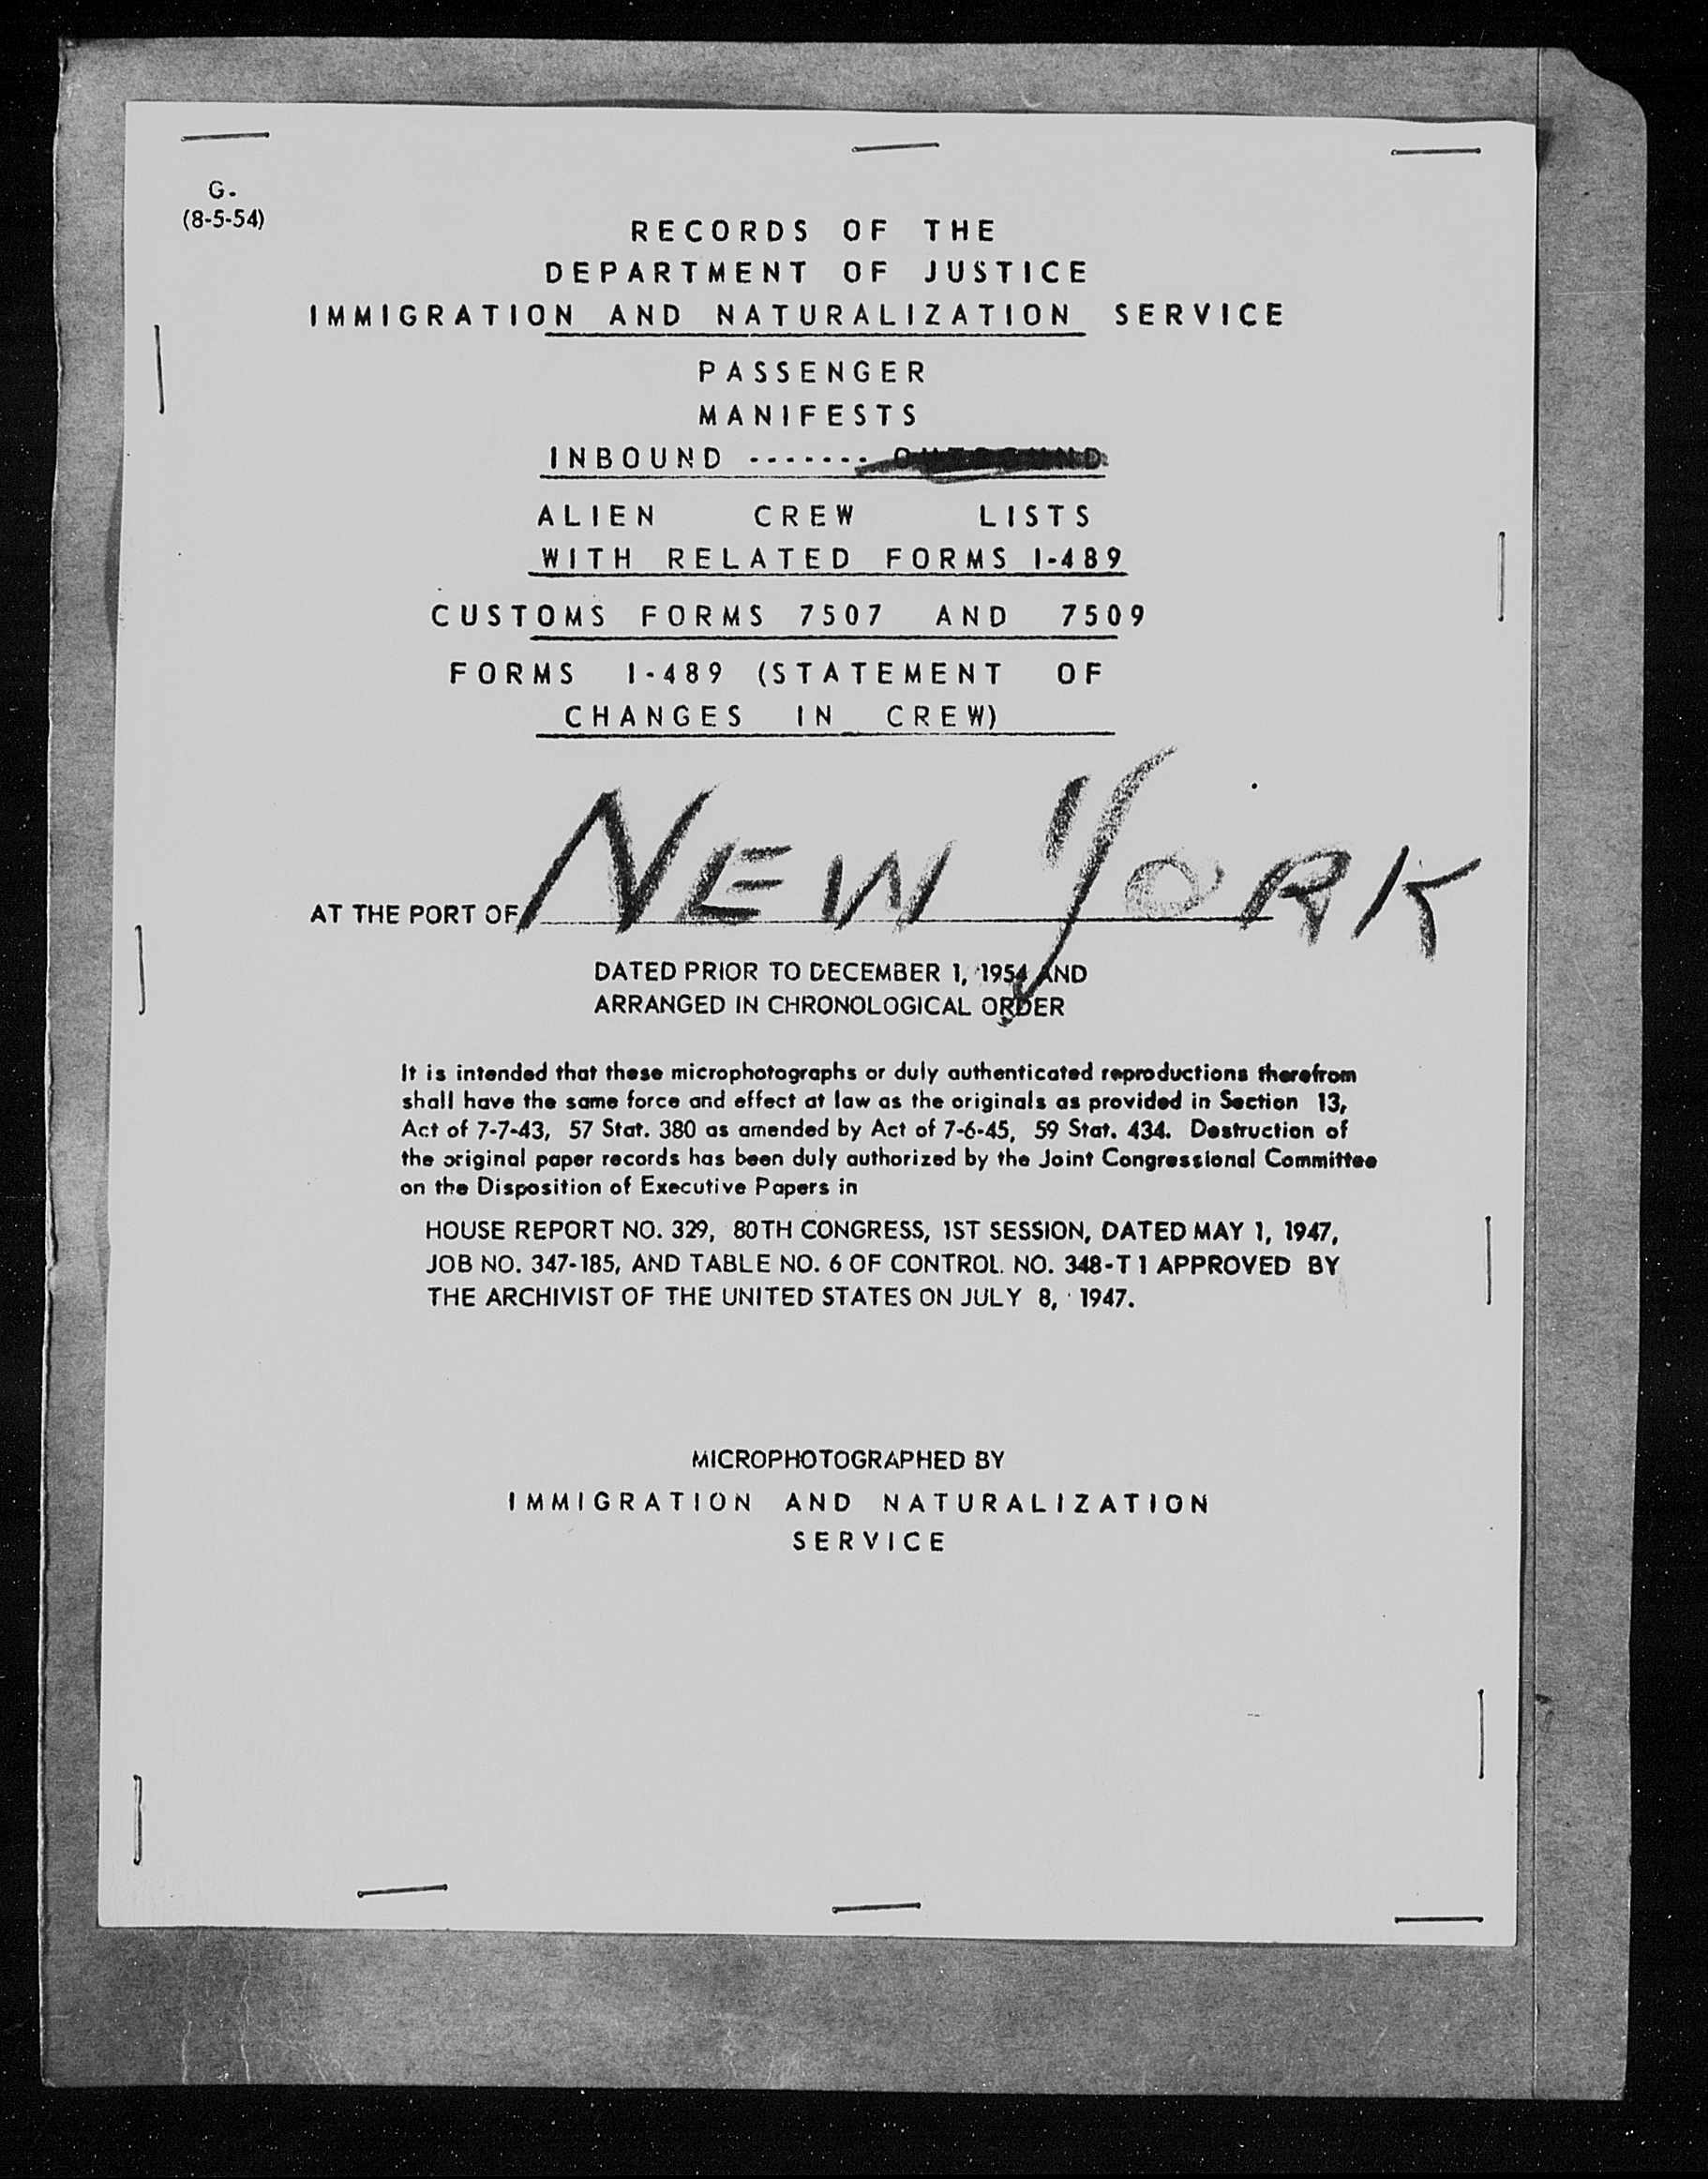 G-
(8-5-54)
RECORDS OF THE
DEPARTMENT OF JUSTICE
IMMIGRATION AND NATURALIZATION SERVICE
PASSENGER
MANIFESTS
INBOUND ------- OUTBOUND
ALIEN CREW LISTS
WITH RELATED FORMS I-489
CUSTOMS FORMS 7507 AND 7509
FORMS I-489 (STATEMENT OF
CHANGES IN CREW)
AT THE PORT OF NEW YORK
DATED PRIOR TO DECEMBER 1, 1954 AND
ARRANGED IN CHRONOLOGICAL ORDER
It is intended that these microphotographs or duly authenticated reproductions therefrom
shall have the same force and effect at law as the originals as provided in Section 13,
Act of 7-7-43, 57 Stat. 380 as amended by Act of 7-6-45, 59 Stat. 434. Destruction of
the original paper records has been duly authorized by the Joint Congressional Committee
on the Disposition of Executive Papers in
HOUSE REPORT NO. 329, 80TH CONGRESS, 1ST SESSION, DATED MAY 1, 1947,
JOB NO. 347-185, AND TABLE NO. 6 OF CONTROL NO. 348-T1 APPROVED BY
THE ARCHIVIST OF THE UNITED STATES ON JULY 8, 1947.
MICROPHOTOGRAPHED BY
IMMIGRATION AND NATURALIZATION
SERVICE